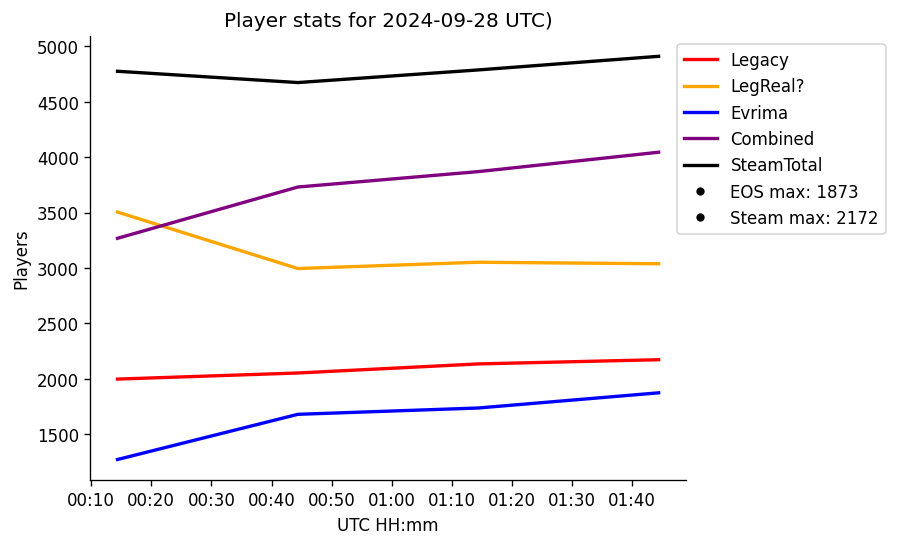 Player stats for 2024-09-28 UTC)
Players
5000
4500
4000
3500
3000
2500
2000
1500
00:10 00:20 00:30 00:40 00:50 01:00 01:10 01:20 01:30 01:40
UTC HH:mm
Legacy
LegReal?
Evrima
Combined
SteamTotal
EOS max: 1873
Steam max: 2172